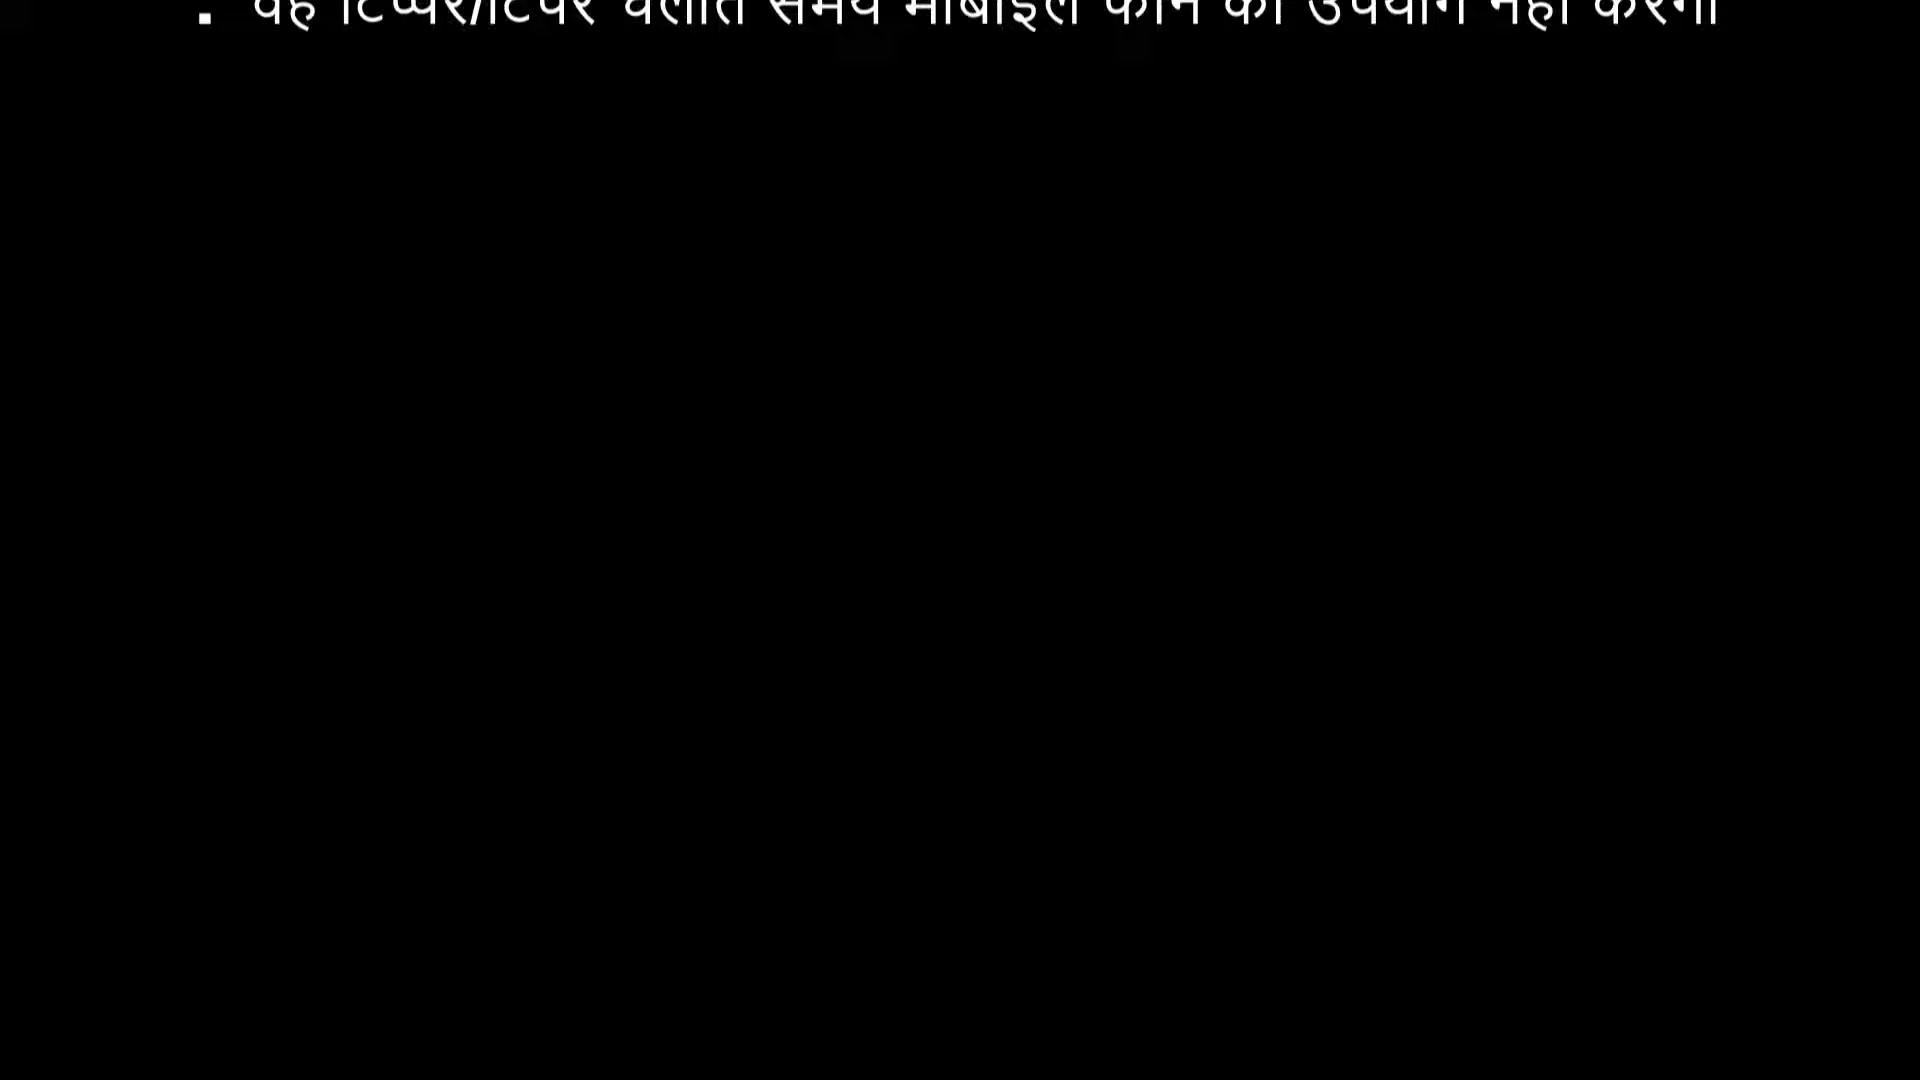 ▪ वह टिप्पर/टिपर चलाते समय मोबाइल फोन का उपयोग नहीं करेगा